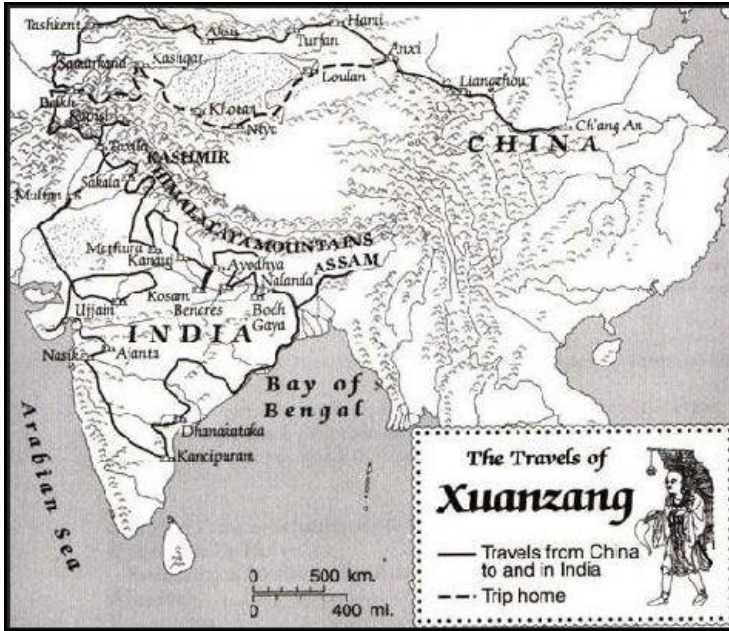 Tashkent
Aksu
Turfan
Hami
Anxi
Samarkand
Kashgar
Loulan
Liangzhou
Balkh
Khotan
Niya
Ch'ang An
CHINA
Taxila
KASHMIR
Sakala
Multan
HIMALAYA MOUNTAINS
Kanauj
Ayodhya
ASSAM
Nalanda
Kosam
Bencres
Bodh
Gaya
Ujjain
INDIA
Nasik
Ajanta
Bay of
Bengal
Arabian Sea
Kancipuram
The Travels of
Xuanzang
Travels from China
to and in India
Trip home
0 500 km.
0 400 mi.